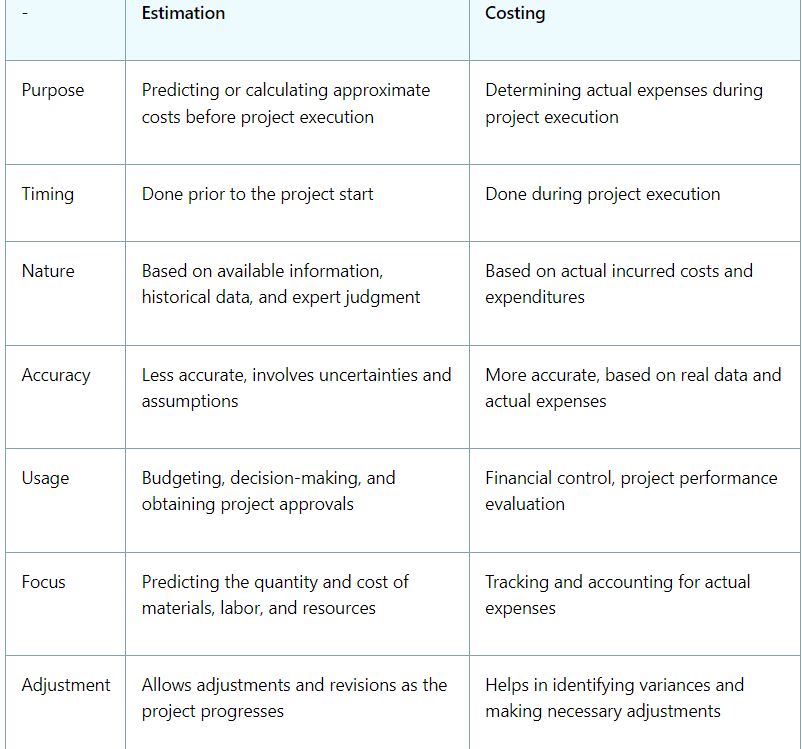 - Estimation Costing
Purpose Predicting or calculating approximate Determining actual expenses during
costs before project execution project execution
Timing Done prior to the project start Done during project execution
Nature Based on available information, Based on actual incurred costs and
historical data, and expert judgment expenditures
Accuracy Less accurate, involves uncertainties and More accurate, based on real data and
assumptions actual expenses
Usage Budgeting, decision-making, and Financial control, project performance
obtaining project approvals evaluation
Focus Predicting the quantity and cost of Tracking and accounting for actual
materials, labor, and resources expenses
Adjustment Allows adjustments and revisions as the Helps in identifying variances and
project progresses making necessary adjustments